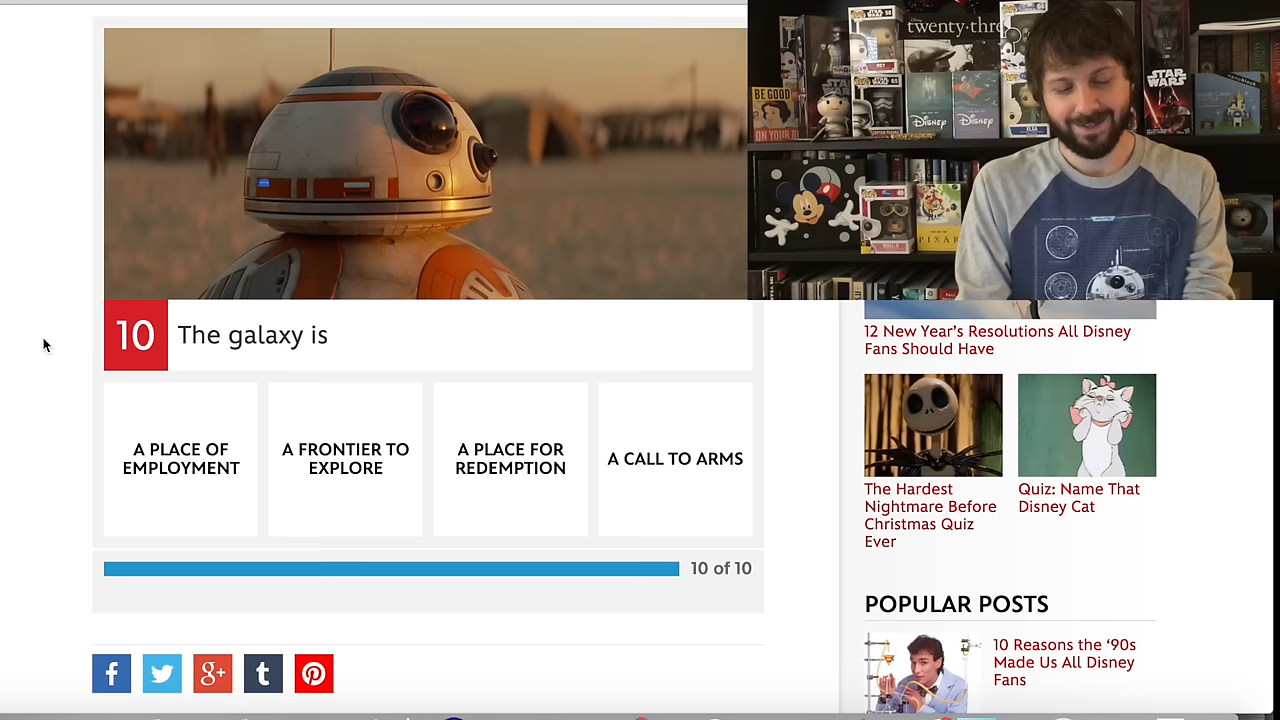 twenty·thre
BE GOOD
ON YOUR
STAR
WARS
Disney
Disney
REY
ELSA
WALL·E
PIXAR
10
The galaxy is
A PLACE OF
EMPLOYMENT
A FRONTIER TO
EXPLORE
A PLACE FOR
REDEMPTION
A CALL TO ARMS
10 of 10
12 New Year’s Resolutions All Disney
Fans Should Have
The Hardest
Nightmare Before
Christmas Quiz
Ever
Quiz: Name That
Disney Cat
POPULAR POSTS
10 Reasons the ‘90s
Made Us All Disney
Fans
f
g+
t